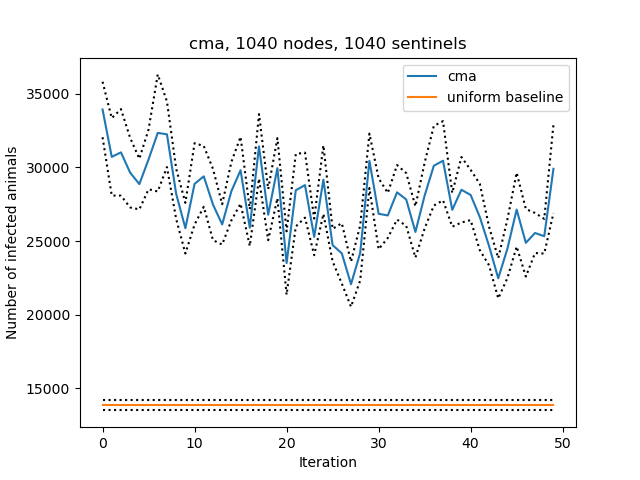 cma, 1040 nodes, 1040 sentinels
cma
uniform baseline
35000
30000
25000
20000
15000
Number of infected animals
0 10 20 30 40 50
Iteration